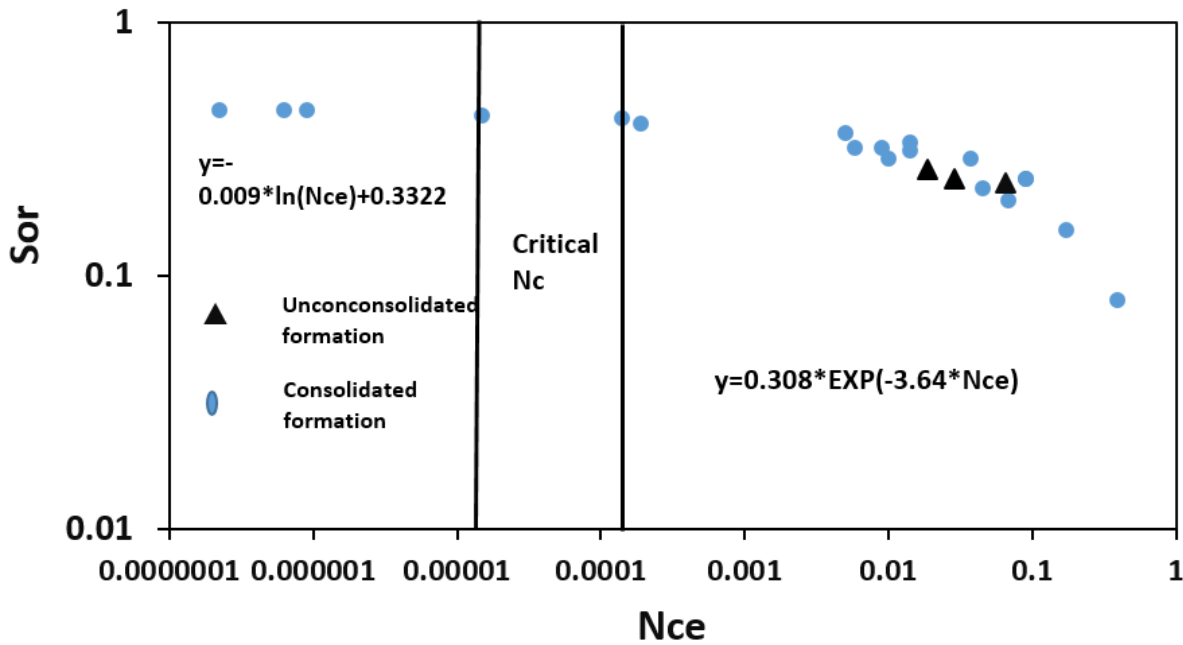 1
y=-
0.009*ln(Nce)+0.3322
Sor
Critical
Nc
0.1
Unconconsolidated
formation
y=0.308*EXP(-3.64*Nce)
Consolidated
formation
0.01
0.0000001 0.000001 0.00001 0.0001 0.001 0.01 0.1 1
Nce